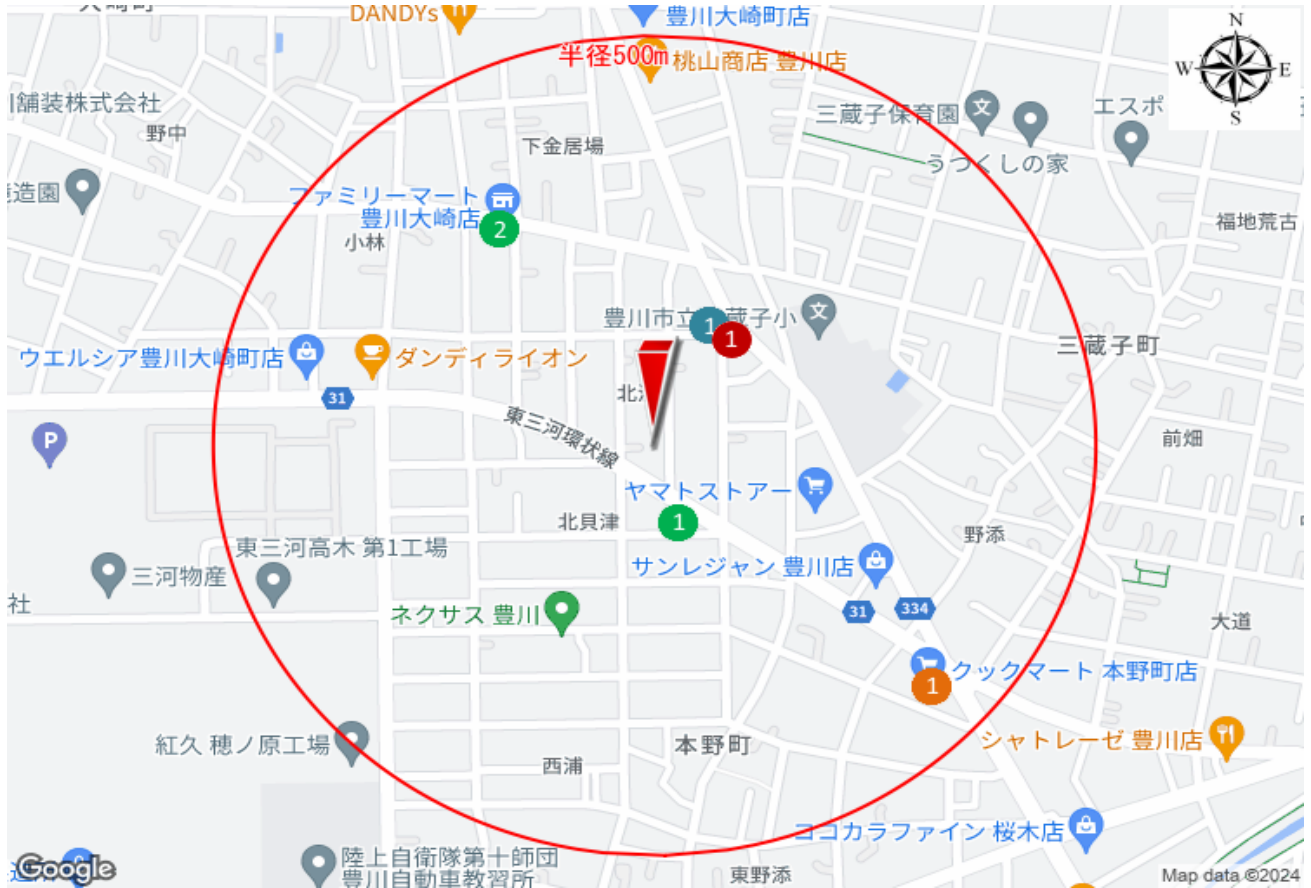 DANDYs
豊川大崎町店
N
W
E
S
半径500m
桃山商店 豊川店
川舗装株式会社
野中
下金居場
三蔵子保育園
文
エスポ
うつくしの家
造園
ファミリーマート
豊川大崎店
2
小林
福地荒古
豊川市立
蔵子小
文
1
1
三蔵子町
ウエルシア豊川大崎町店
ダンディライオン
31
P
東三河環状線
前畑
ヤマトストアー
北貝津
1
野添
東三河高木 第1工場
三河物産
社
サンレジャン 豊川店
ネクサス 豊川
31
334
大道
クックマート 本野町店
1
紅久 穂ノ原工場
本野町
シャトレーゼ 豊川店
西浦
ココカラファイン 桜木店
陸上自衛隊第十師団
豊川自動車教習所
東野添
Google
Map data ©2024